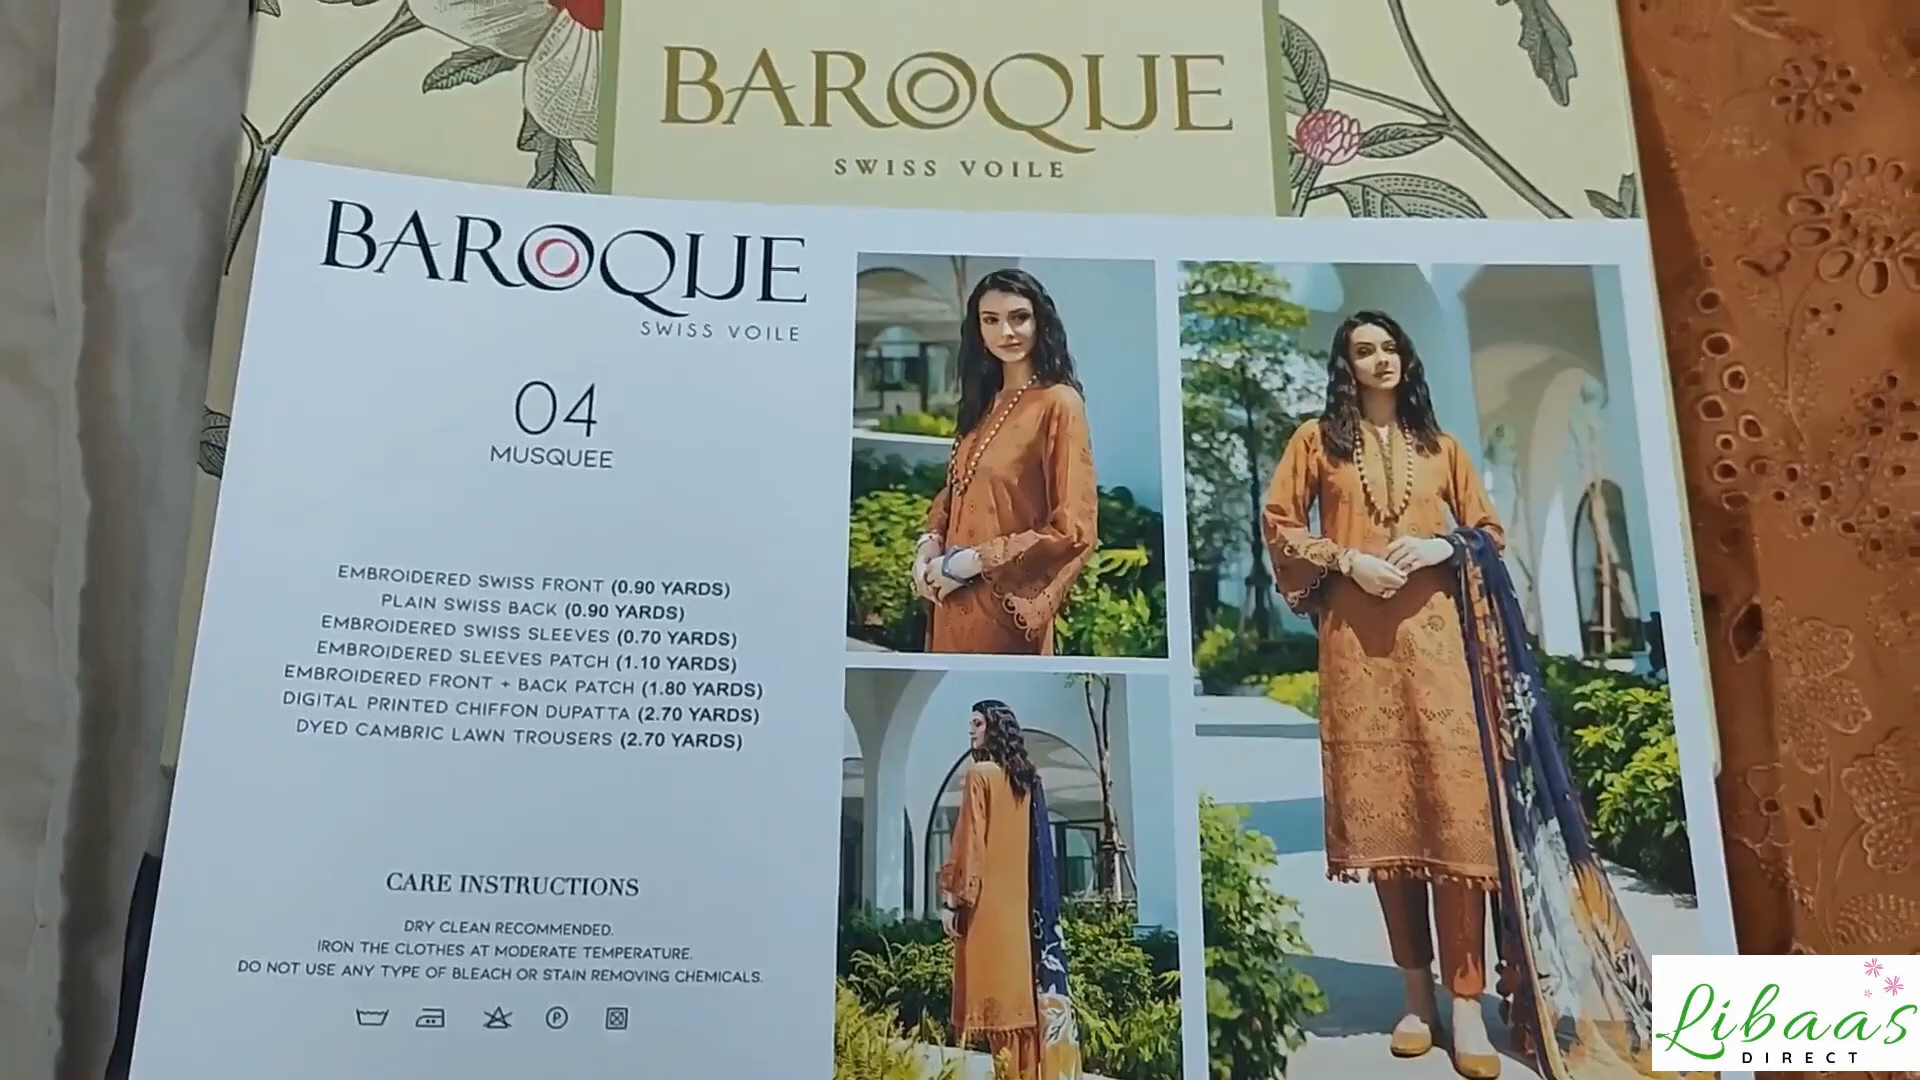 BAROQUE
SWISS VOILE
BAROQUE
SWISS VOILE
04
MUSQUEE
EMBROIDERED SWISS FRONT (0.90 YARDS)
PLAIN SWISS BACK (0.90 YARDS)
EMBROIDERED SWISS SLEEVES (0.70 YARDS)
EMBROIDERED SLEEVES PATCH (1.10 YARDS)
EMBROIDERED FRONT + BACK PATCH (1.80 YARDS)
DIGITAL PRINTED CHIFFON DUPATTA (2.70 YARDS)
DYED CAMBRIC LAWN TROUSERS (2.70 YARDS)
CARE INSTRUCTIONS
DRY CLEAN RECOMMENDED.
IRON THE CLOTHES AT MODERATE TEMPERATURE.
DO NOT USE ANY TYPE OF BLEACH OR STAIN REMOVING CHEMICALS.
P
Libaas
DIRECT